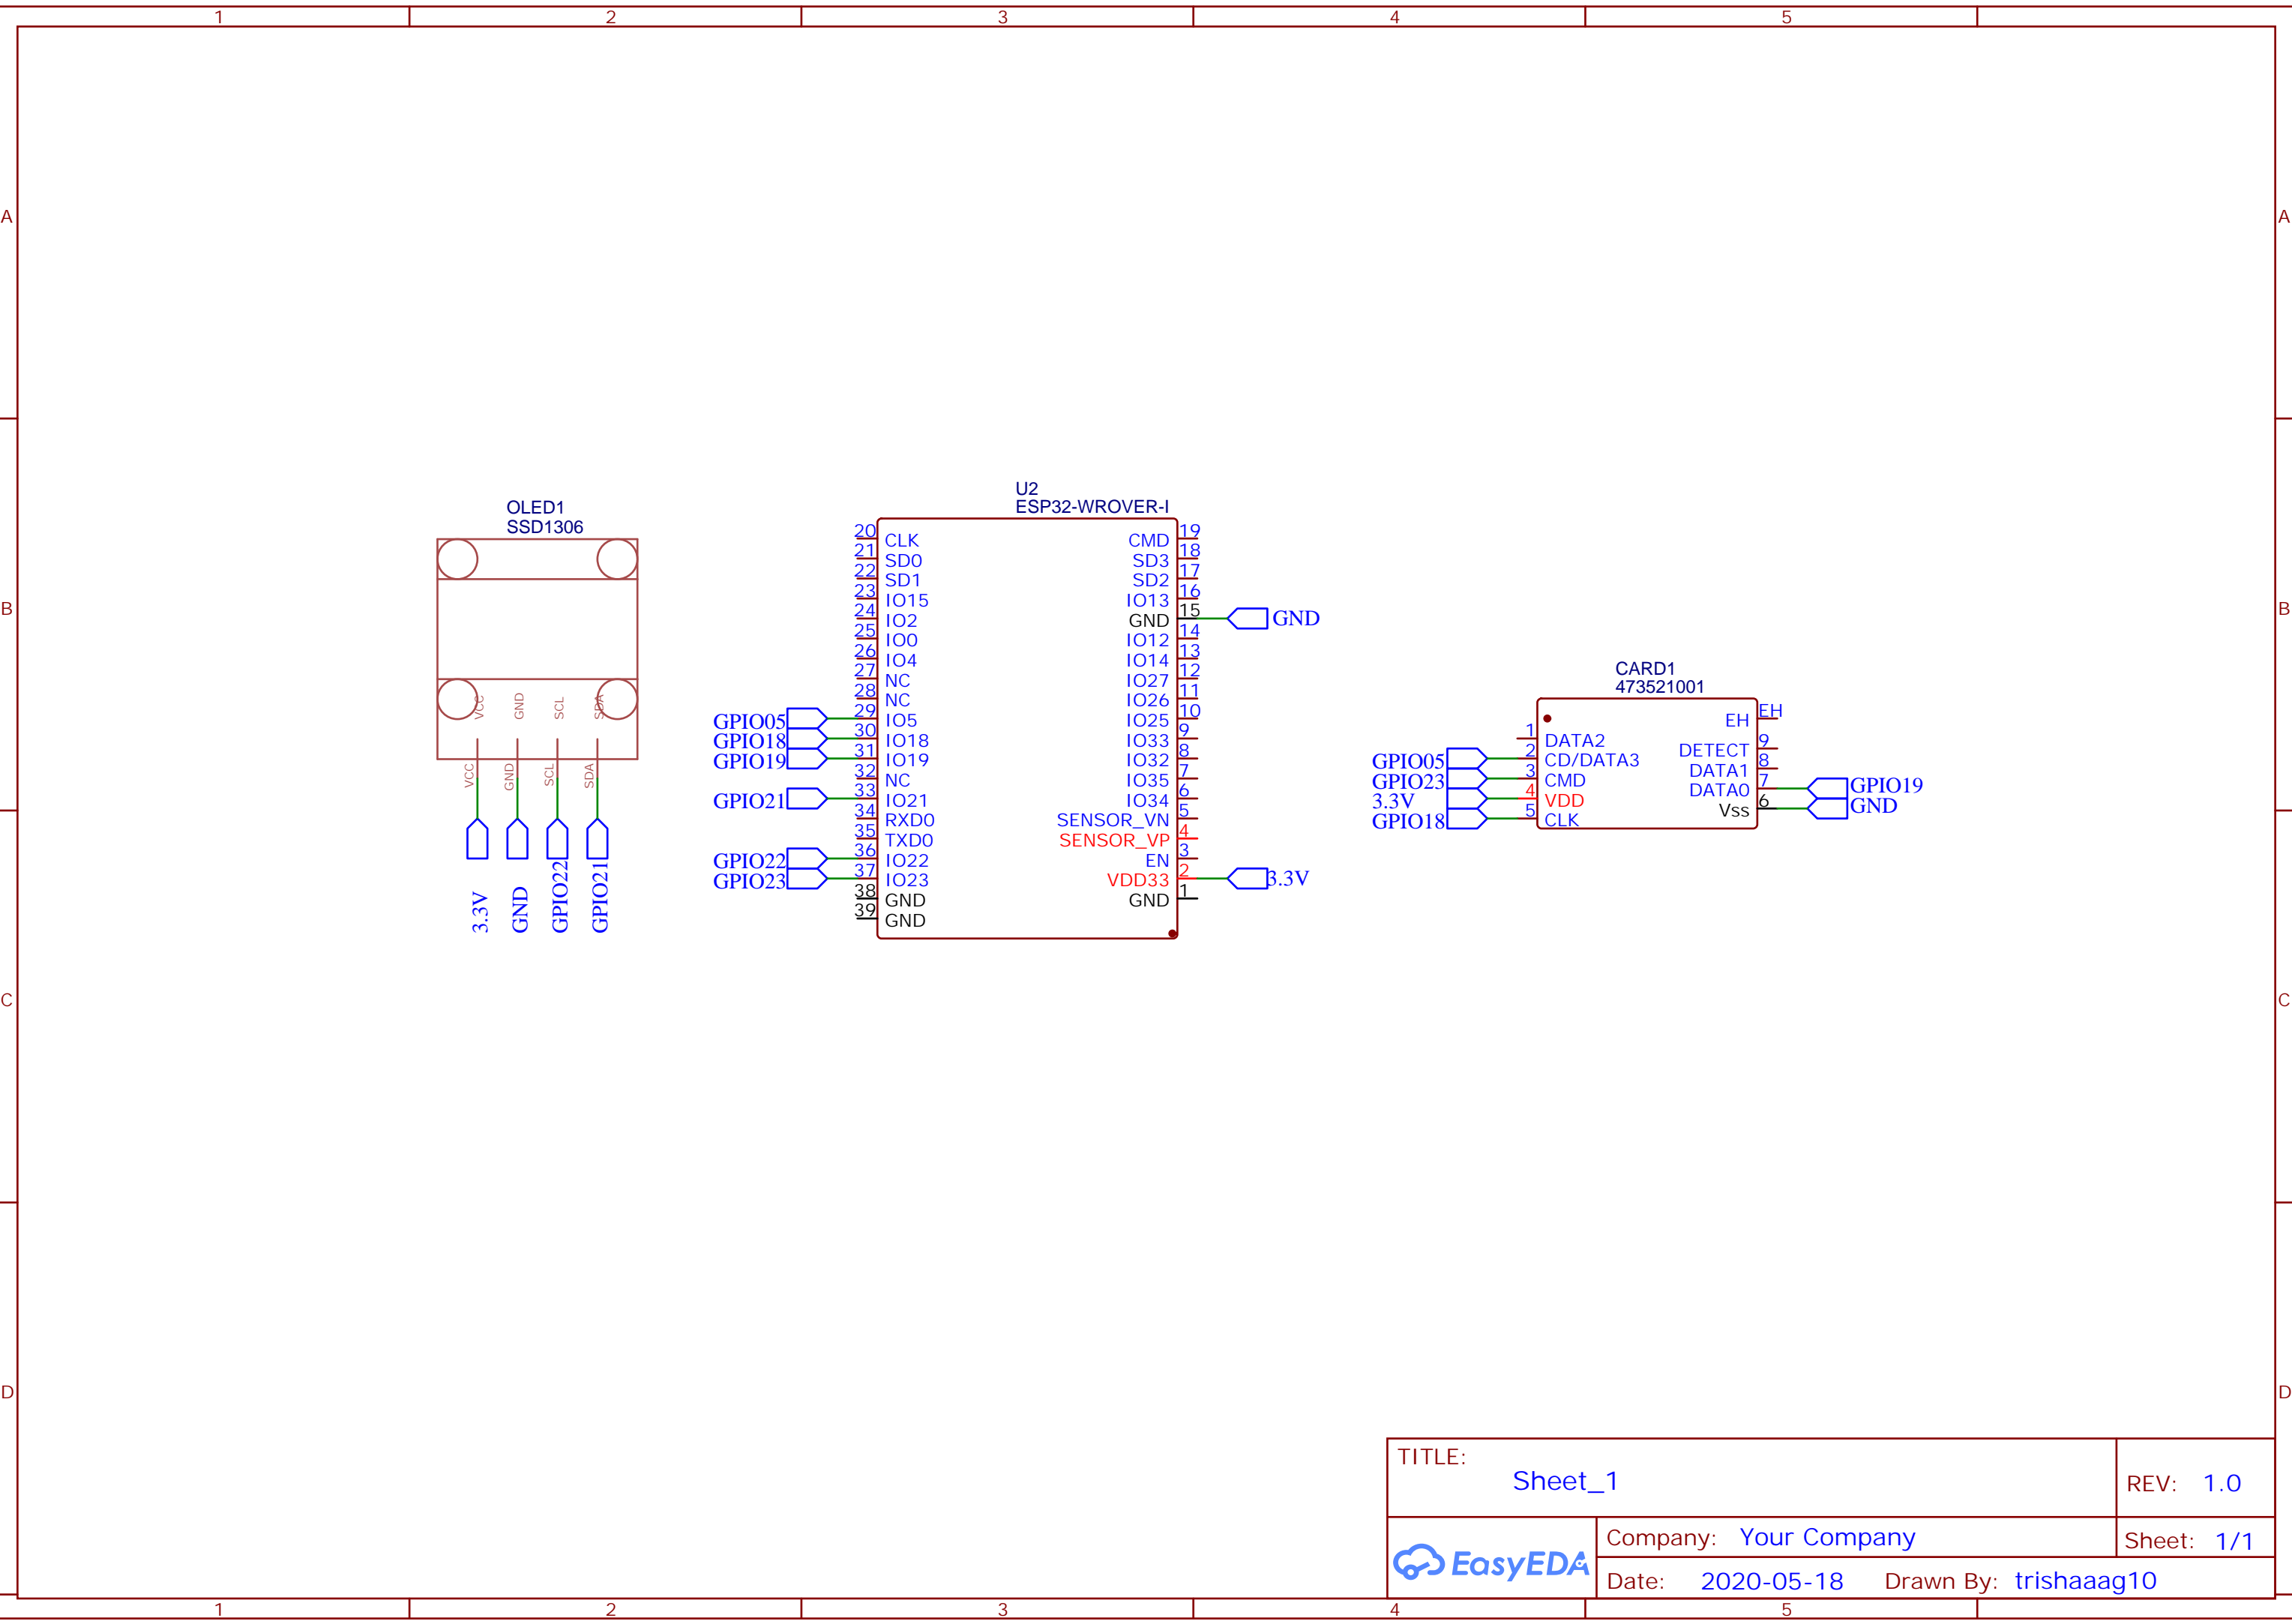 1 2 3 4 5
A A
B B
C C
D D
OLED1
SSD1306
VCC GND SCL SDA
VCC GND SCL SDA
3.3V GND GPIO22 GPIO21
U2
ESP32-WROVER-I
20 CLK CMD 19
21 SD0 SD3 18
22 SD1 SD2 17
23 IO15 IO13 16
24 IO2 GND 15 GND
25 IO0 IO12 14
26 IO4 IO14 13
27 NC IO27 12
28 NC IO26 11
GPIO05 29 IO5 IO25 10
GPIO18 30 IO18 IO33 9
GPIO19 31 IO19 IO32 8
32 NC IO35 7
GPIO21 33 IO21 IO34 6
34 RXD0 SENSOR_VN 5
35 TXD0 SENSOR_VP 4
GPIO22 36 IO22 EN 3
GPIO23 37 IO23 VDD33 2 3.3V
38 GND GND 1
39 GND
CARD1
473521001
EH EH
1 DATA2 DETECT 9
GPIO05 2 CD/DATA3 DATA1 8
GPIO23 3 CMD DATA0 7 GPIO19
3.3V 4 VDD Vss 6 GND
GPIO18 5 CLK
TITLE:
Sheet_1
REV: 1.0
EasyEDA
Company: Your Company
Sheet: 1/1
Date: 2020-05-18 Drawn By: trishaaag10
1 2 3 4 5